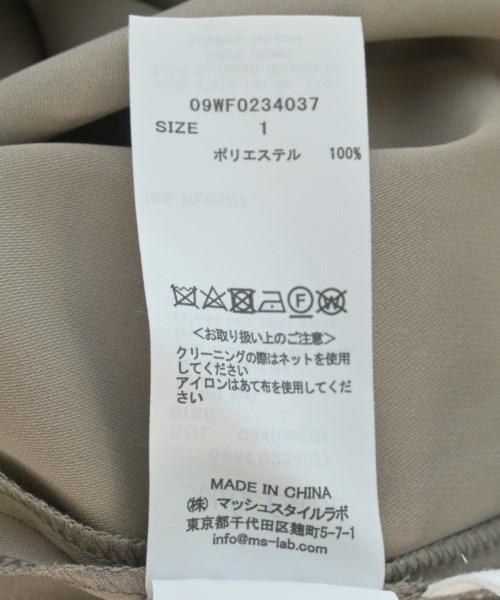 09WF0234037
SIZE 1
ポリエステル 100%
F
W
<お取り扱い上のご注意>
クリーニングの際はネットを使用
してください
アイロンはあて布を使用してくだ
さい
MADE IN CHINA
(株) マッシュスタイルラボ
東京都千代田区麹町5-7-1
info@ms-lab.com